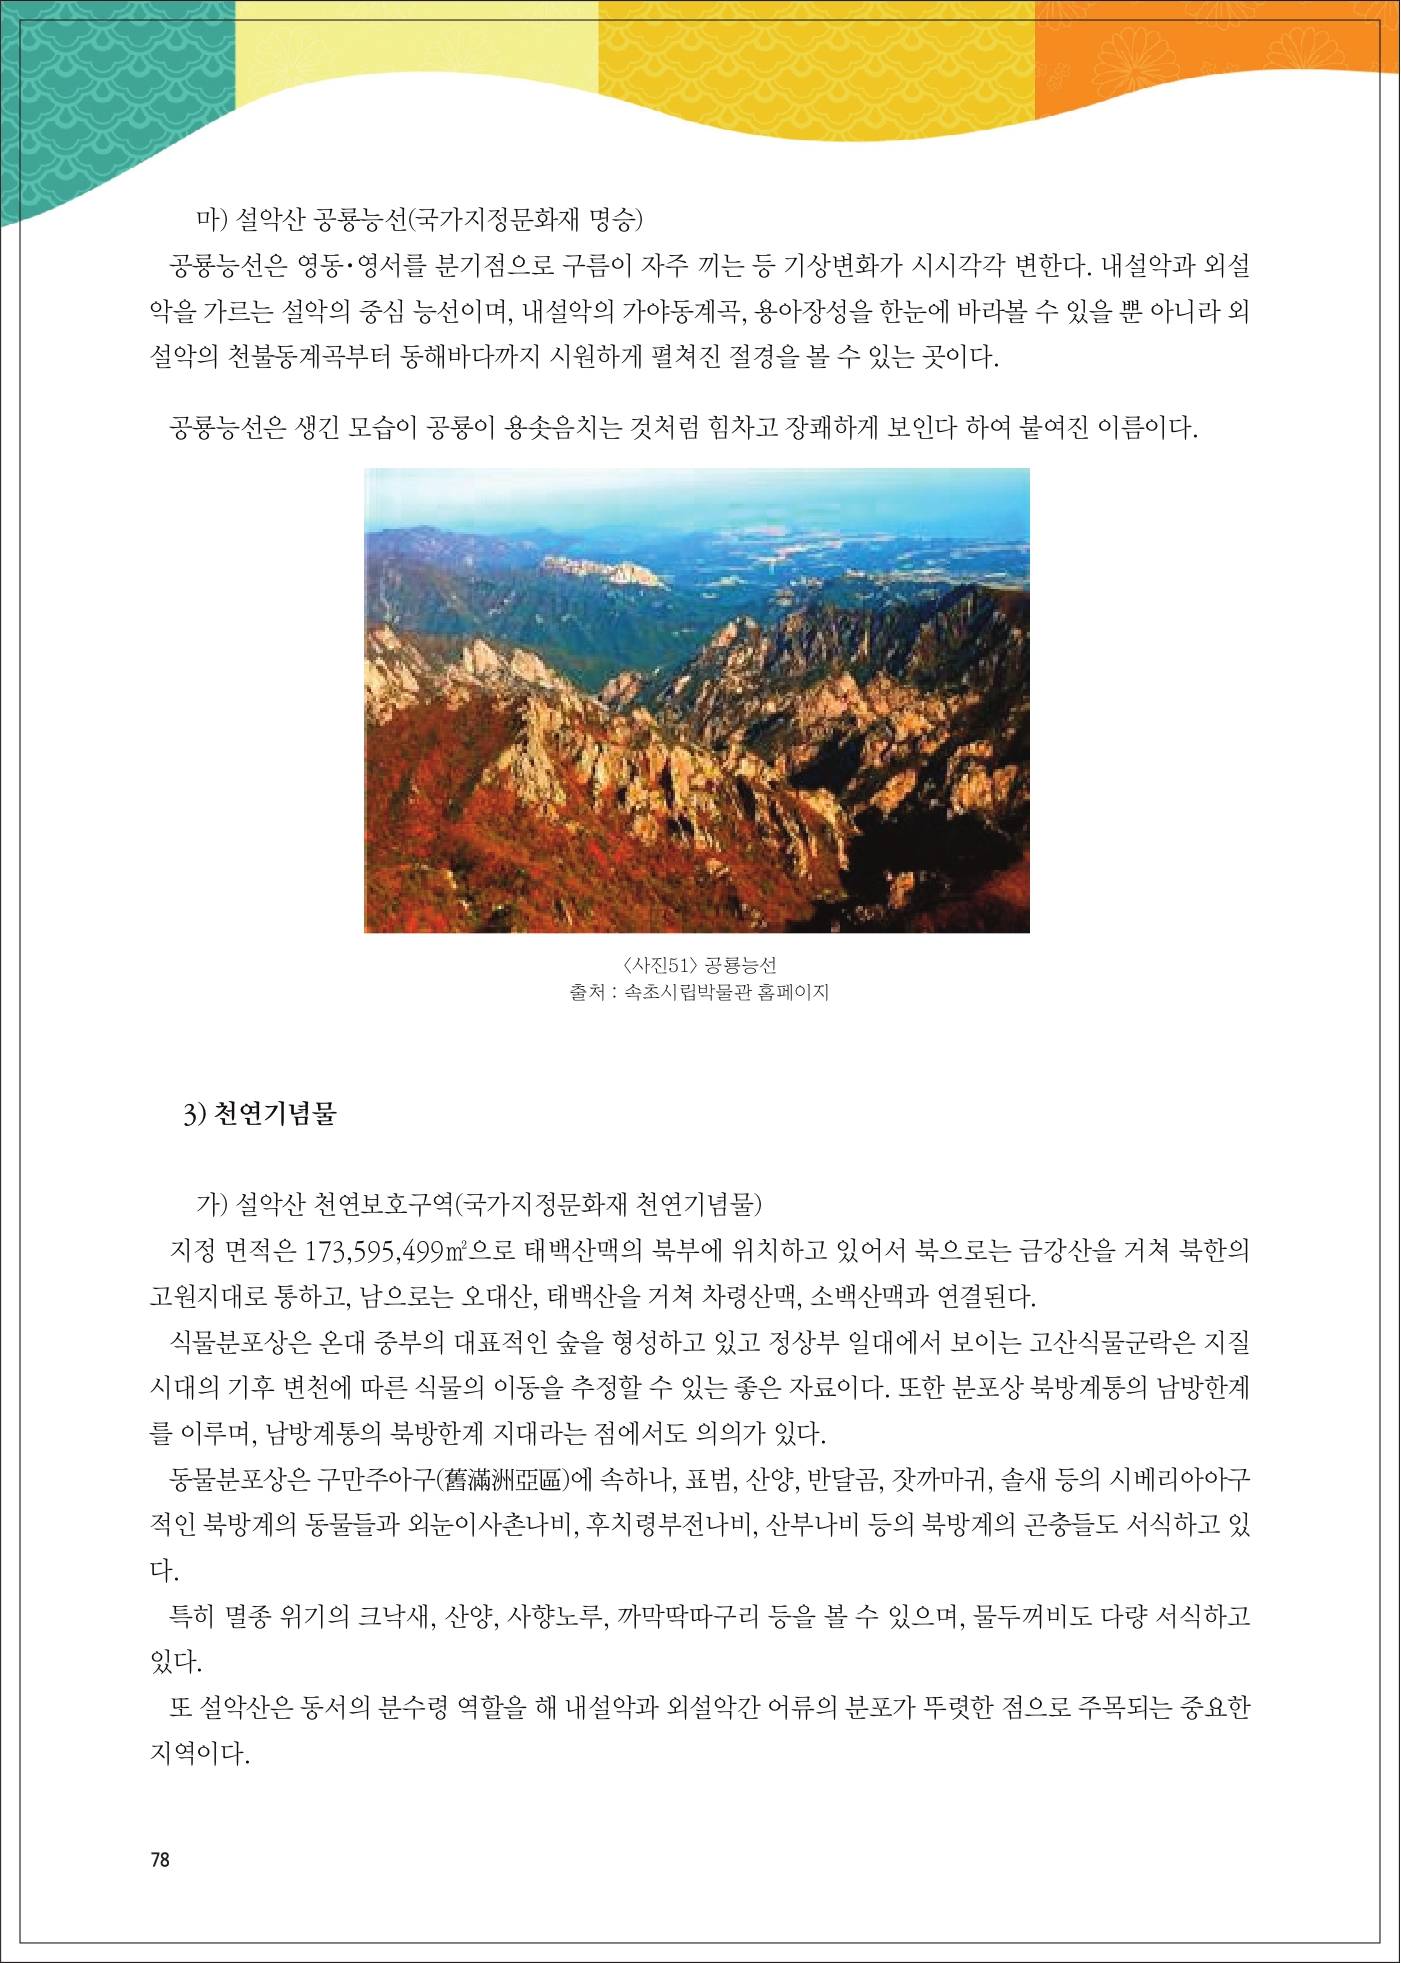 마) 설악산 공룡능선(국가지정문화재 명승)
공룡능선은 영동·영서를 분기점으로 구름이 자주 끼는 등 기상변화가 시시각각 변한다. 내설악과 외설
악을 가르는 설악의 중심 능선이며, 내설악의 가야동계곡, 용아장성을 한눈에 바라볼 수 있을 뿐 아니라 외
설악의 천불동계곡부터 동해바다까지 시원하게 펼쳐진 절경을 볼 수 있는 곳이다.
공룡능선은 생긴 모습이 공룡이 용솟음치는 것처럼 힘차고 장쾌하게 보인다 하여 붙여진 이름이다.
<사진51> 공룡능선
출처 : 속초시립박물관 홈페이지
3) 천연기념물
가) 설악산 천연보호구역(국가지정문화재 천연기념물)
지정 면적은 173,595,499㎡으로 태백산맥의 북부에 위치하고 있어서 북으로는 금강산을 거쳐 북한의
고원지대로 통하고, 남으로는 오대산, 태백산을 거쳐 차령산맥, 소백산맥과 연결된다.
식물분포상은 온대 중부의 대표적인 숲을 형성하고 있고 정상부 일대에서 보이는 고산식물군락은 지질
시대의 기후 변천에 따른 식물의 이동을 추정할 수 있는 좋은 자료이다. 또한 분포상 북방계통의 남방한계
를 이루며, 남방계통의 북방한계 지대라는 점에서도 의의가 있다.
동물분포상은 구만주아구(舊滿洲亞區)에 속하나, 표범, 산양, 반달곰, 잣까마귀, 솔새 등의 시베리아아구
적인 북방계의 동물들과 외눈이사촌나비, 후치령부전나비, 산부나비 등의 북방계의 곤충들도 서식하고 있
다.
특히 멸종 위기의 크낙새, 산양, 사향노루, 까막딱따구리 등을 볼 수 있으며, 물두꺼비도 다량 서식하고
있다.
또 설악산은 동서의 분수령 역할을 해 내설악과 외설악간 어류의 분포가 뚜렷한 점으로 주목되는 중요한
지역이다.
78